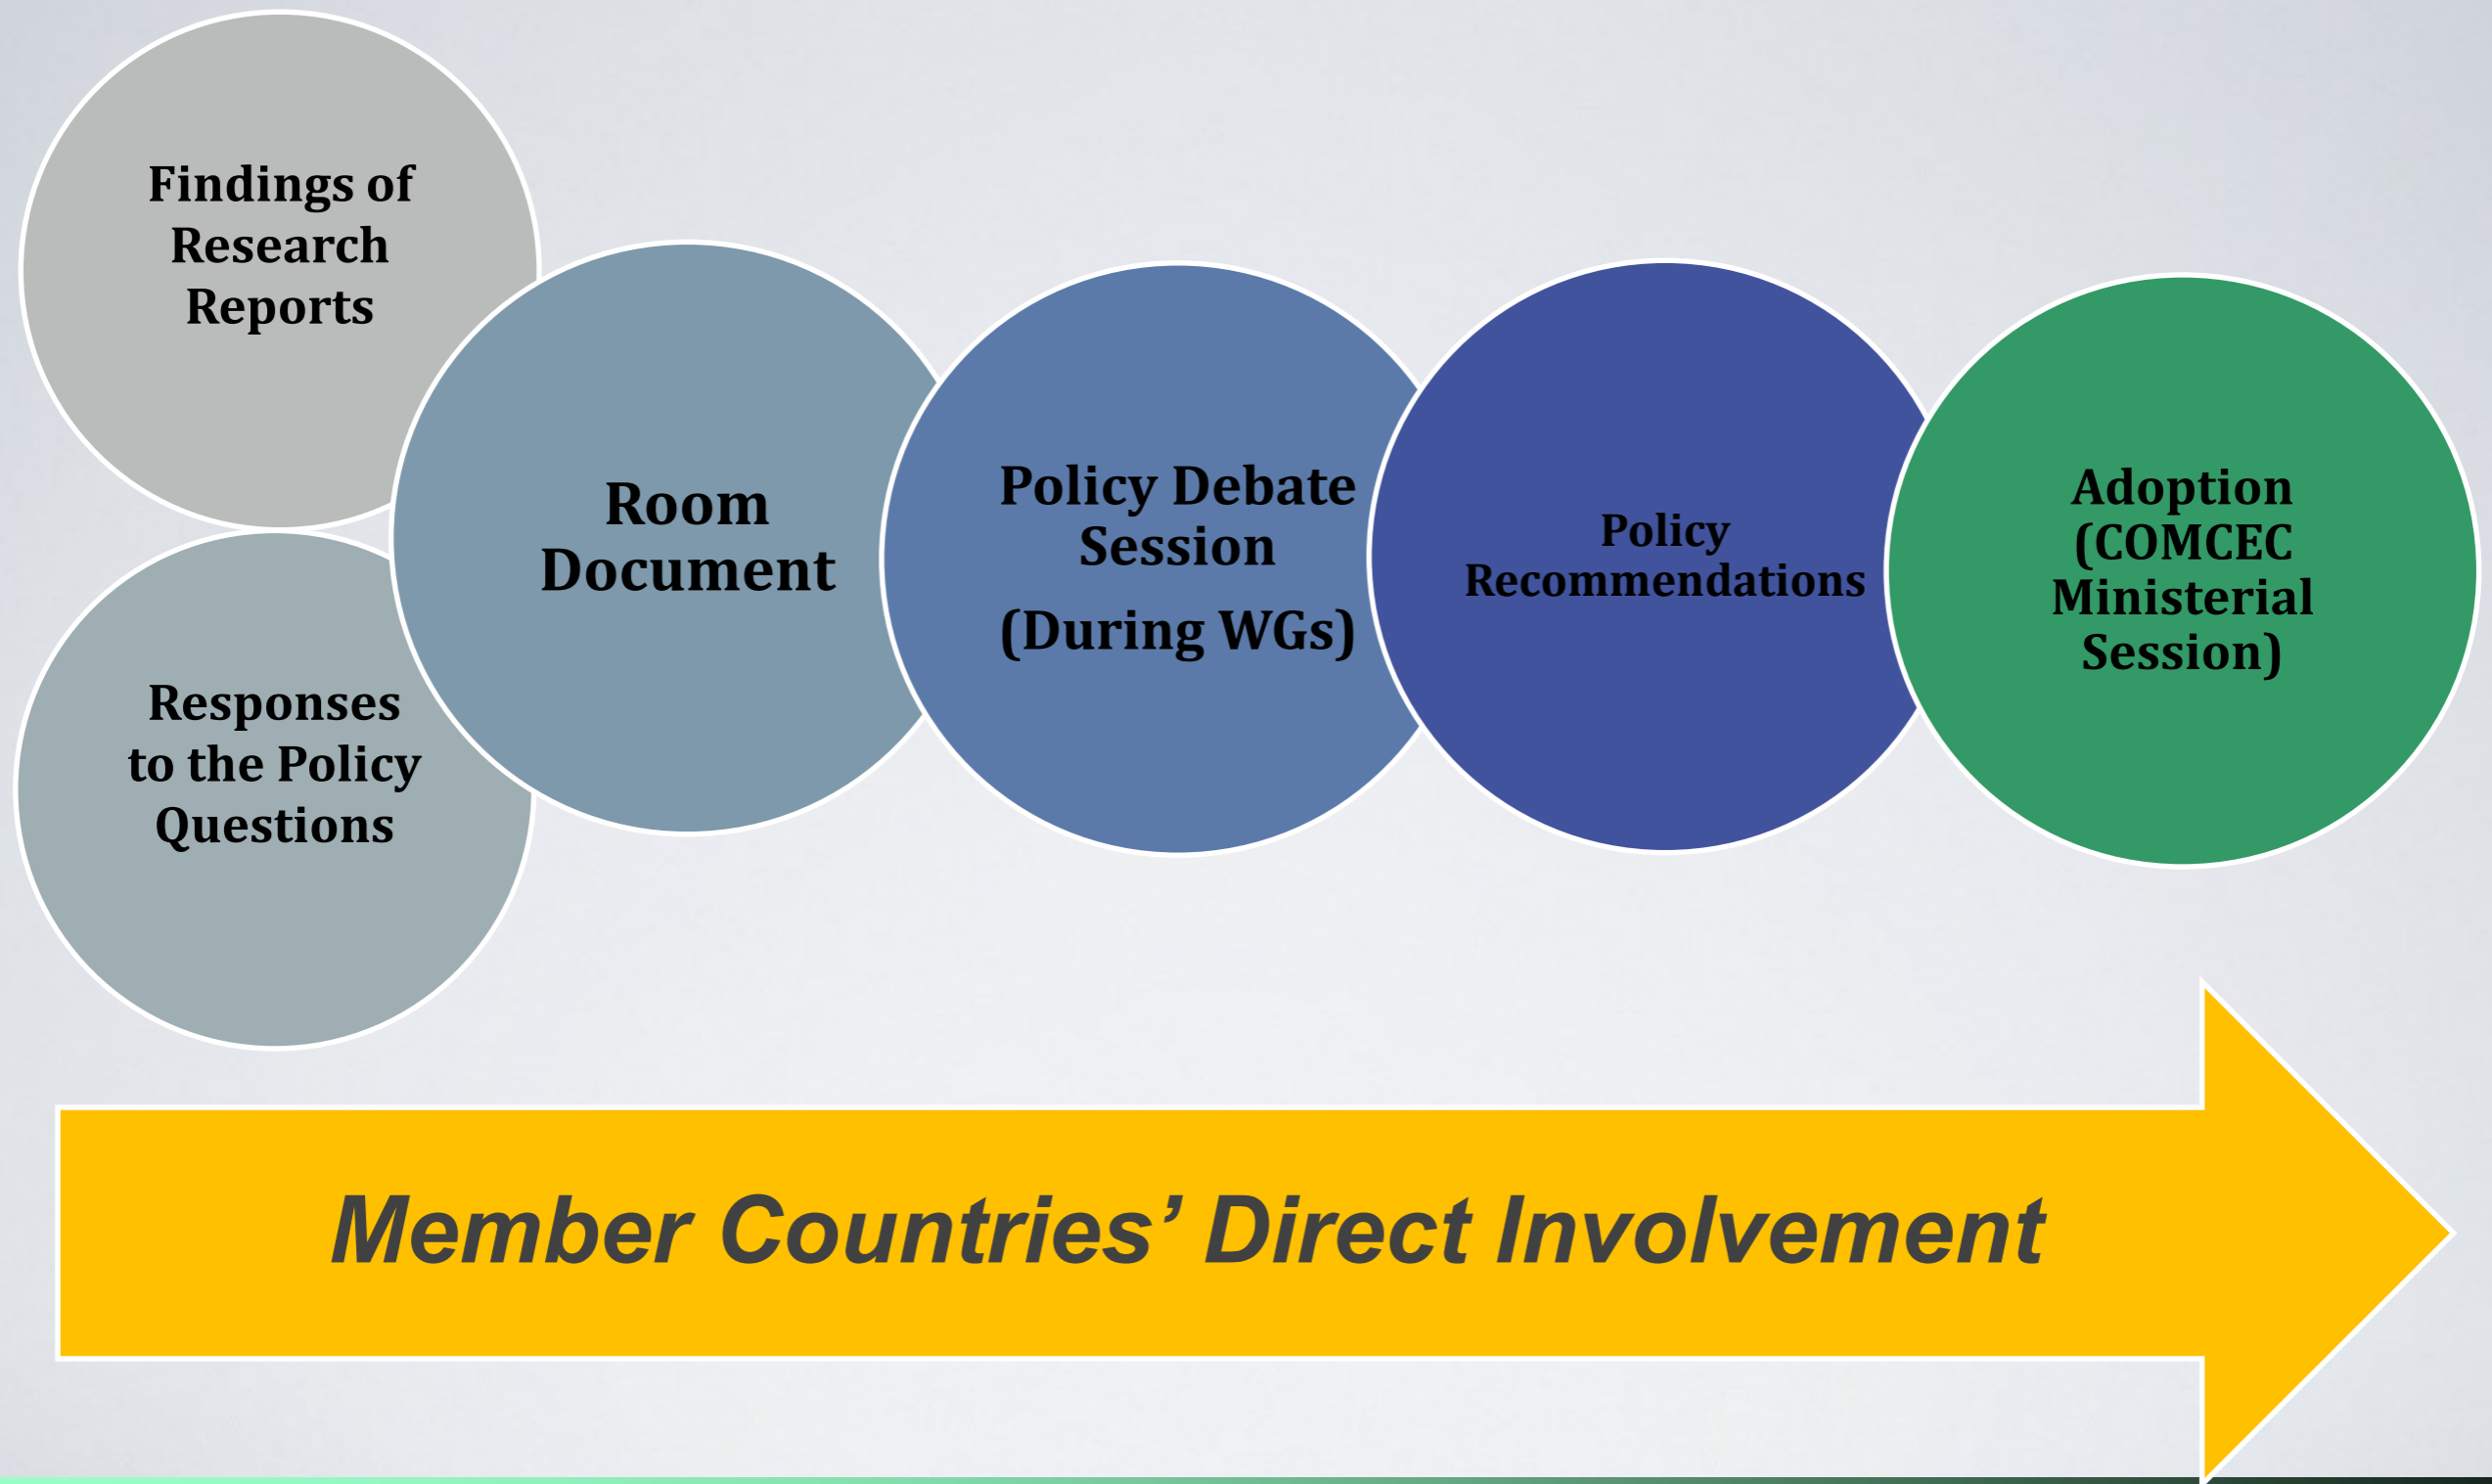 Findings of
Research
Reports
Responses
to the Policy
Questions
Room
Document
Policy Debate
Session
(During WGs)
Policy
Recommendations
Adoption
(COMCEC
Ministerial
Session)
Member Countries’ Direct Involvement